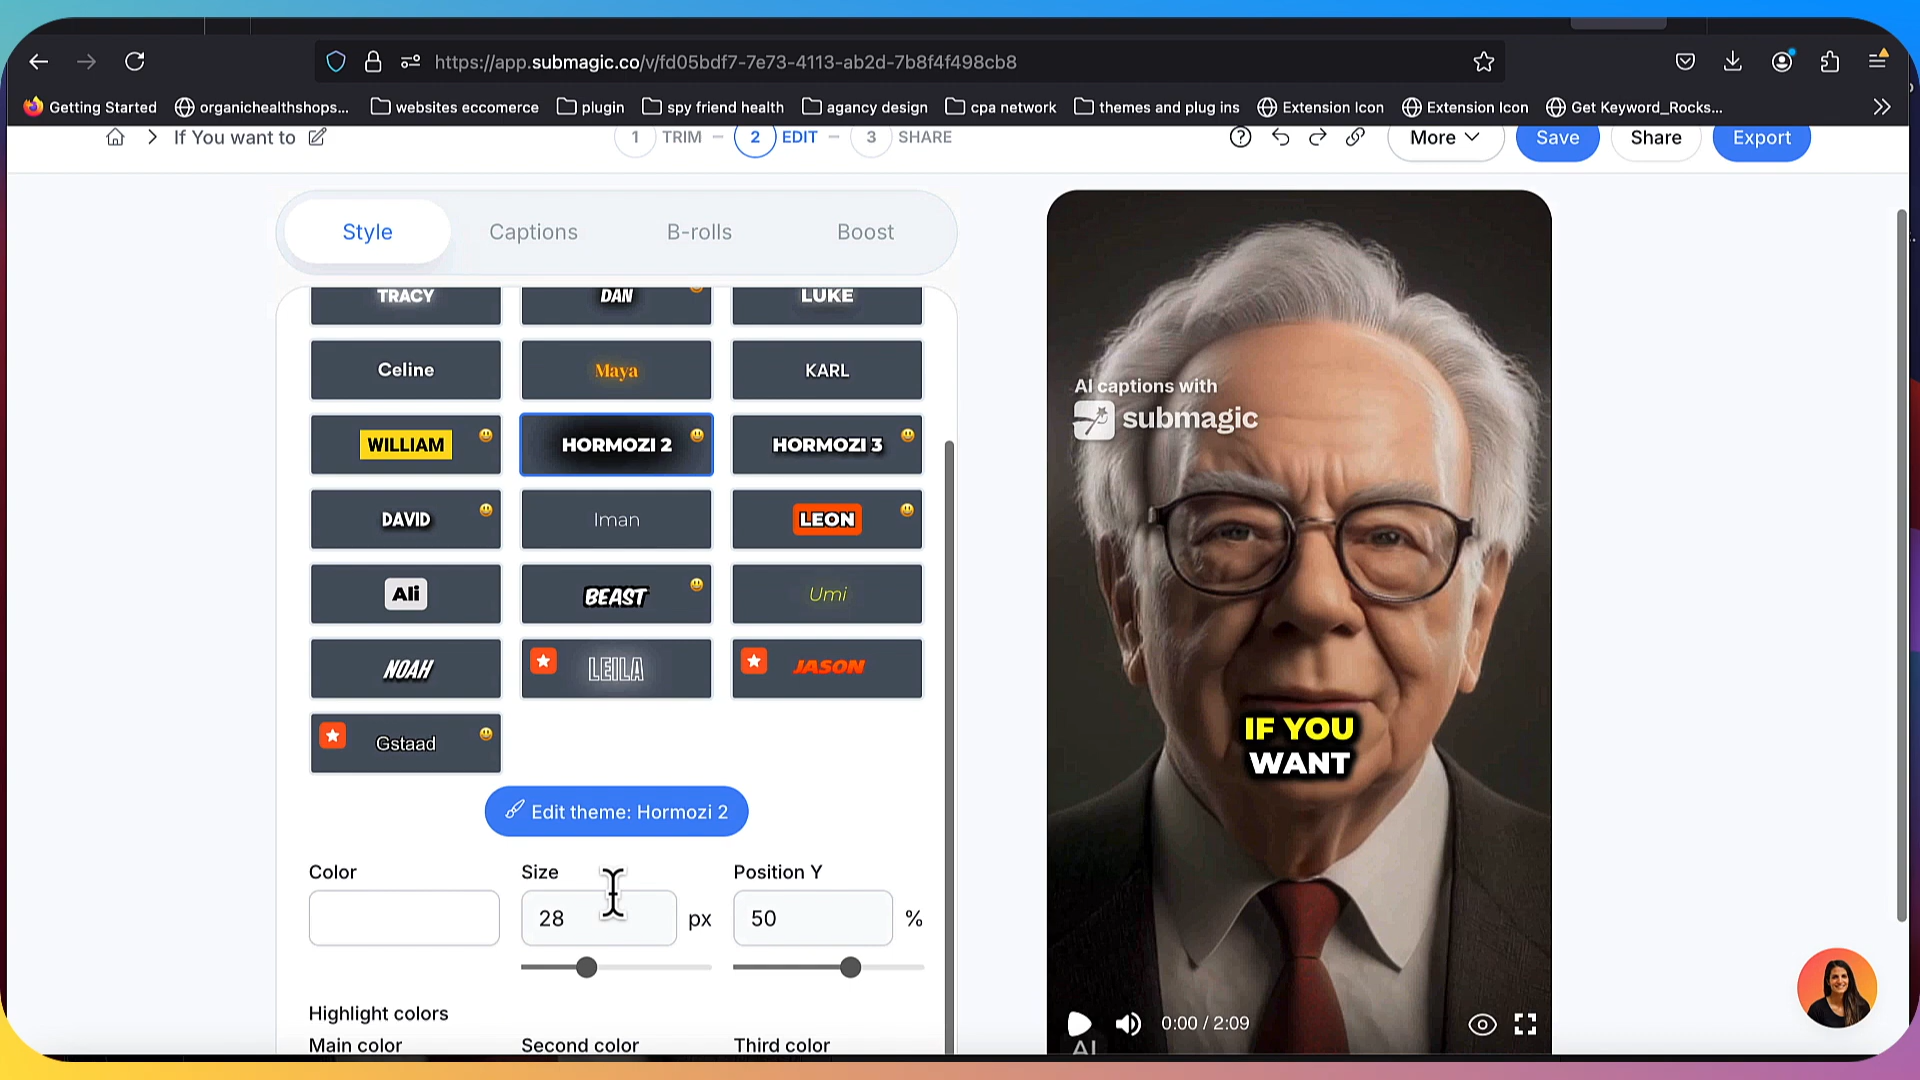 https://app.submagic.co/v/fd05bdf7-7e73-4113-ab2d-7b8f4f498cb8
Getting Started organichealthshops... websites eccomerce plugin spy friend health agancy design cpa network themes and plug ins Extension Icon Extension Icon Get Keyword_Rocks...
If You want to 1 TRIM 2 EDIT 3 SHARE More Save Share Export
Style Captions B-rolls Boost
TRACY DAN LUKE
Celine Maya KARL
WILLIAM HORMOZI 2 HORMOZI 3
DAVID Iman LEON
Ali BEAST Umi
NOAH LEILA JASON
Gstaad
Edit theme: Hormozi 2
Color Size Position Y
28 px 50 %
Highlight colors
Main color Second color Third color
AI captions with
submagic
IF YOU
WANT
0:00 / 2:09
AI